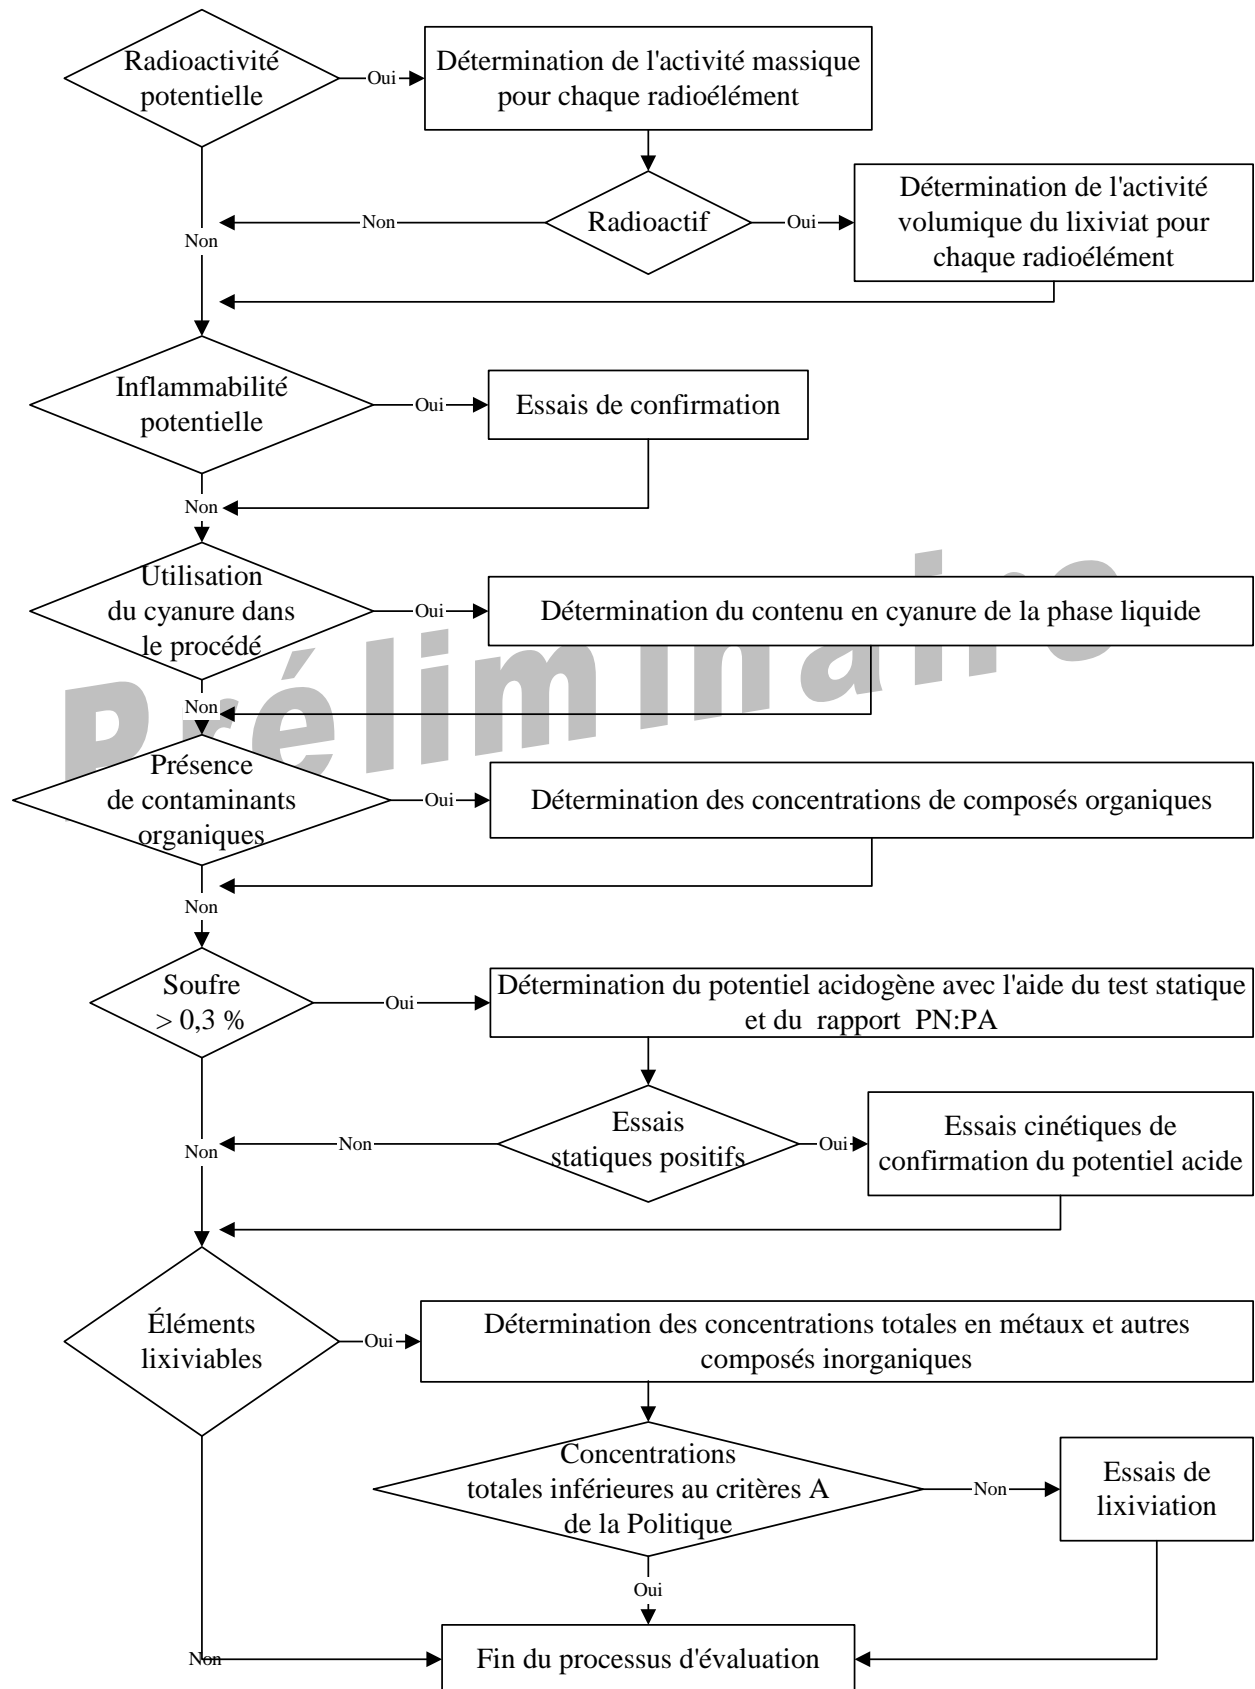 Radioactivité
potentielle
Oui
Détermination de l'activité massique
pour chaque radioélément
Radioactif
Non
Oui
Détermination de l'activité
volumique du lixiviat pour
chaque radioélément
Non
Inflammabilité
potentielle
Oui
Essais de confirmation
Non
Utilisation
du cyanure dans
le procédé
Oui
Détermination du contenu en cyanure de la phase liquide
Préliminaire
Non
Présence
de contaminants
organiques
Oui
Détermination des concentrations de composés organiques
Non
Soufre
> 0,3 %
Oui
Détermination du potentiel acidogène avec l'aide du test statique
et du rapport PN:PA
Essais
statiques positifs
Non
Oui
Essais cinétiques de
confirmation du potentiel acide
Non
Éléments
lixiviables
Oui
Détermination des concentrations totales en métaux et autres
composés inorganiques
Concentrations
totales inférieures au critères A
de la Politique
Non
Essais de
lixiviation
Oui
Non
Fin du processus d'évaluation